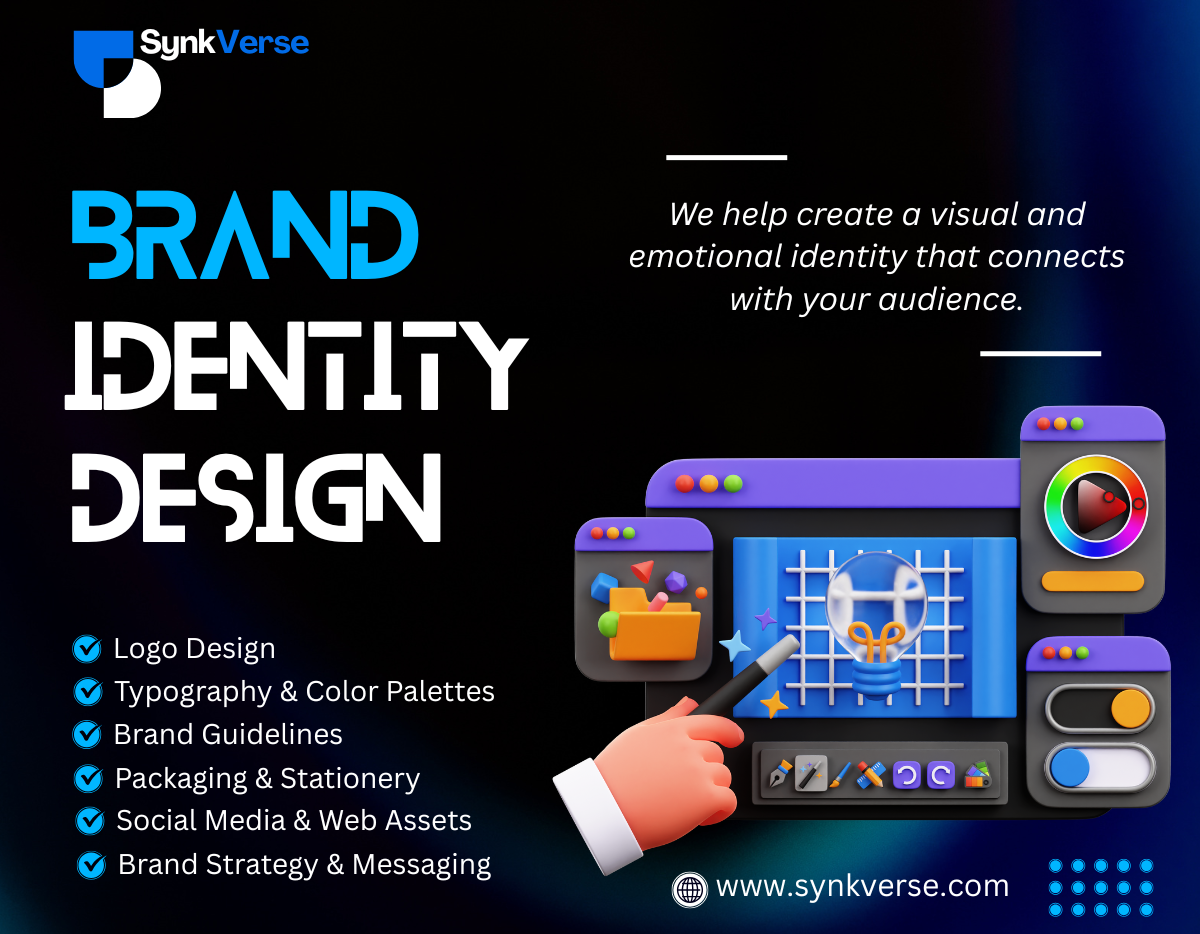 SynkVerse
BRAND
IDENTITY
DESIGN
We help create a visual and
emotional identity that connects
with your audience.
Logo Design
Typography & Color Palettes
Brand Guidelines
Packaging & Stationery
Social Media & Web Assets
Brand Strategy & Messaging
www.synkverse.com